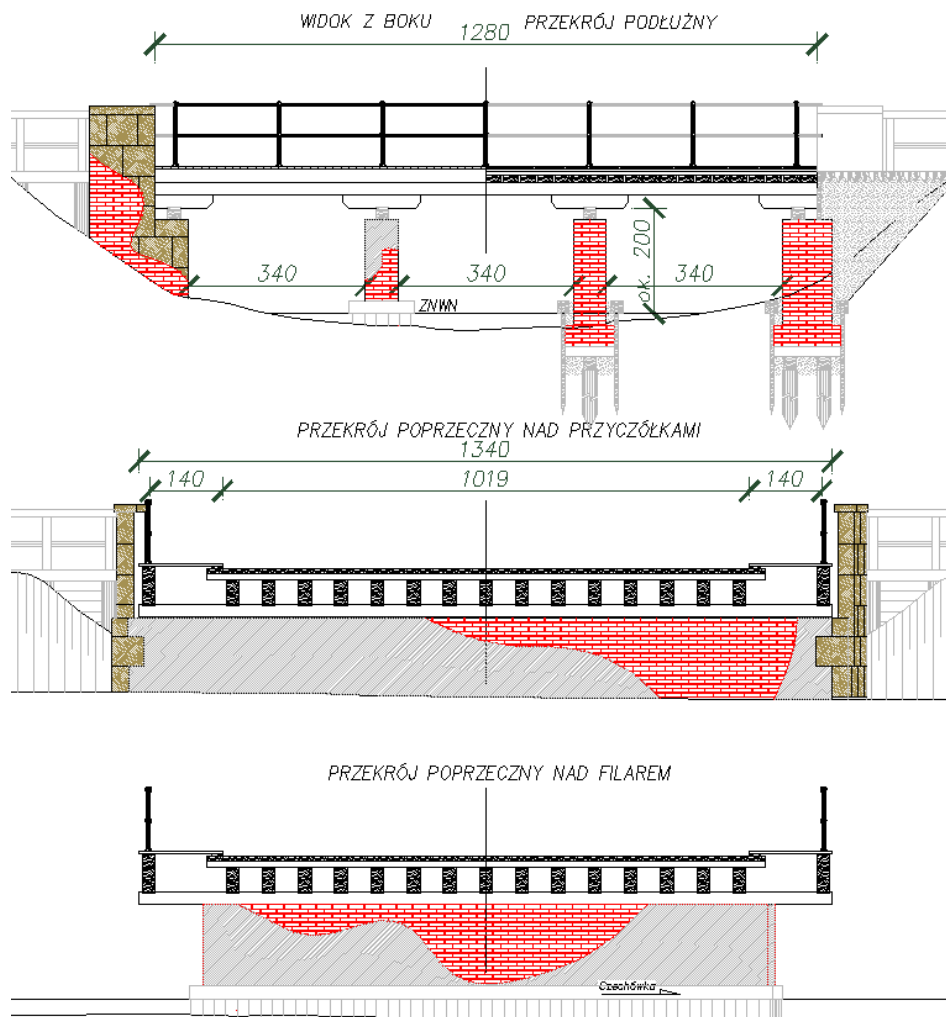 WIDOK Z BOKU PRZEKRÓJ PODŁUŻNY
1280
340 340 ok. 200 340
ZNWN
PRZEKRÓJ POPRZECZNY NAD PRZYCZÓŁKAMI
1340
140 1019 140
PRZEKRÓJ POPRZECZNY NAD FILAREM
Czechówka